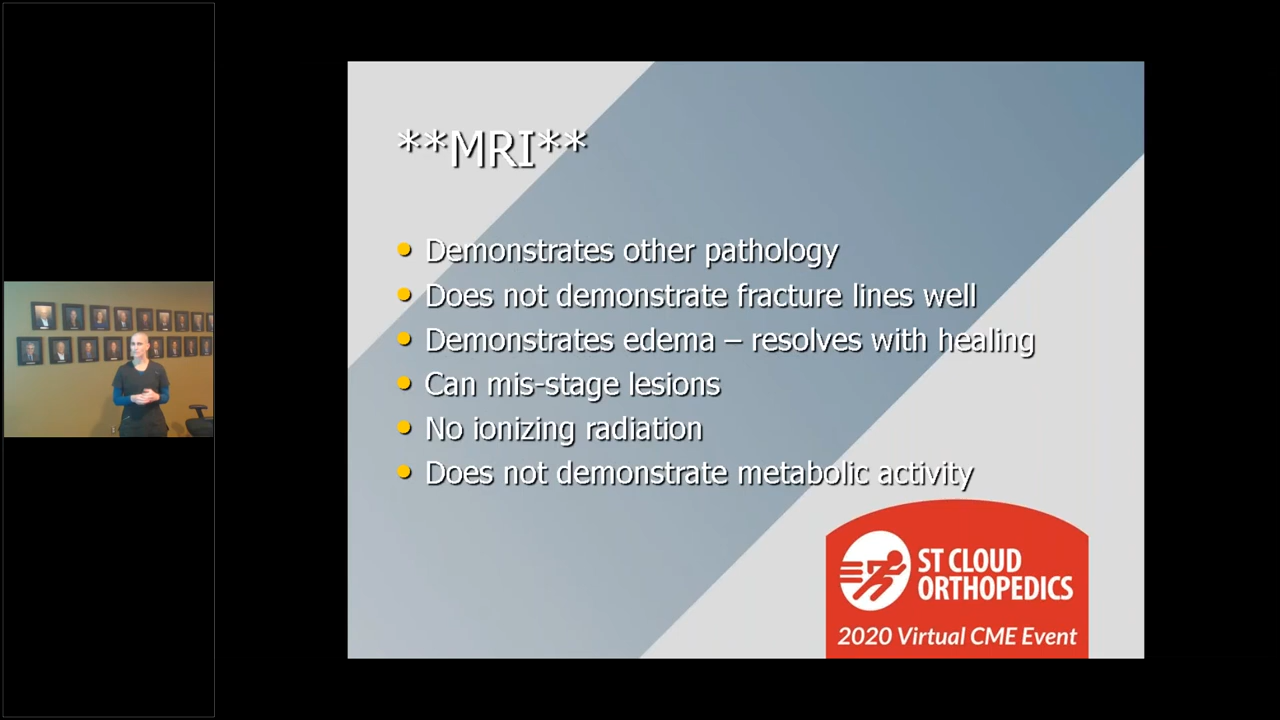 **MRI**
Demonstrates other pathology
Does not demonstrate fracture lines well
Demonstrates edema – resolves with healing
Can mis-stage lesions
No ionizing radiation
Does not demonstrate metabolic activity
ST CLOUD
ORTHOPEDICS
2020 Virtual CME Event